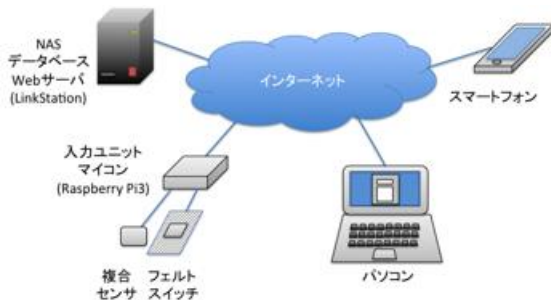 NAS
データベース
Webサーバ
(LinkStation)
インターネット
スマートフォン
入力ユニット
マイコン
(Raspberry Pi3)
複合
センサ
フェルト
スイッチ
パソコン